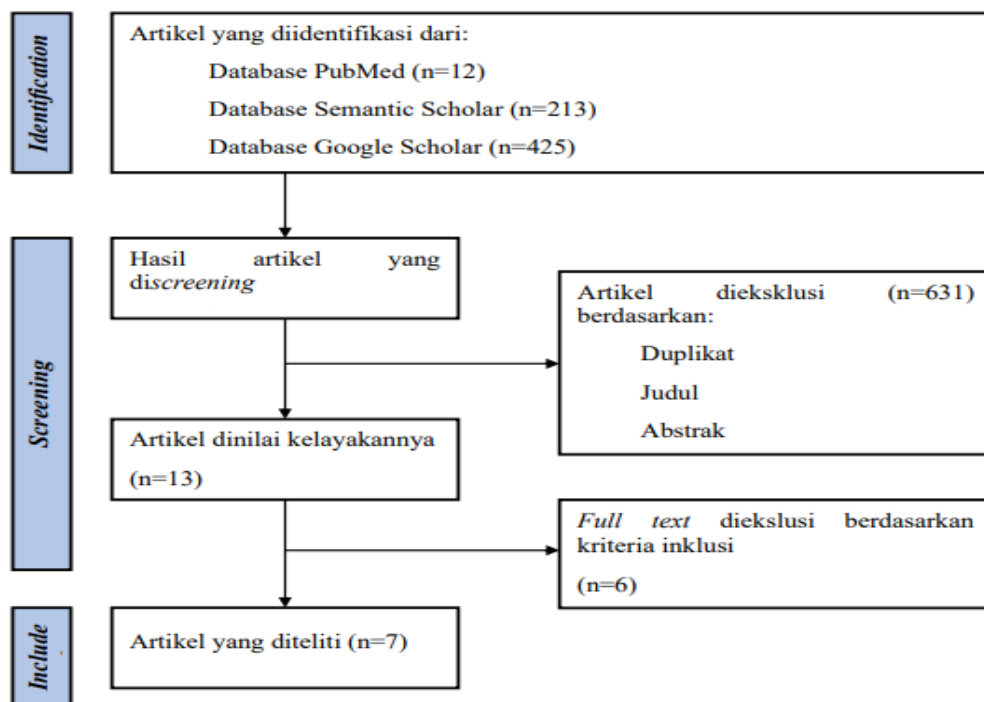 Identification
Artikel yang diidentifikasi dari:
Database PubMed (n=12)
Database Semantic Scholar (n=213)
Database Google Scholar (n=425)
Screening
Hasil artikel yang
discreening
Artikel dieksklusi (n=631)
berdasarkan:
Duplikat
Judul
Abstrak
Artikel dinilai kelayakannya
(n=13)
Full text diekslusi berdasarkan
kriteria inklusi
(n=6)
Include
Artikel yang diteliti (n=7)